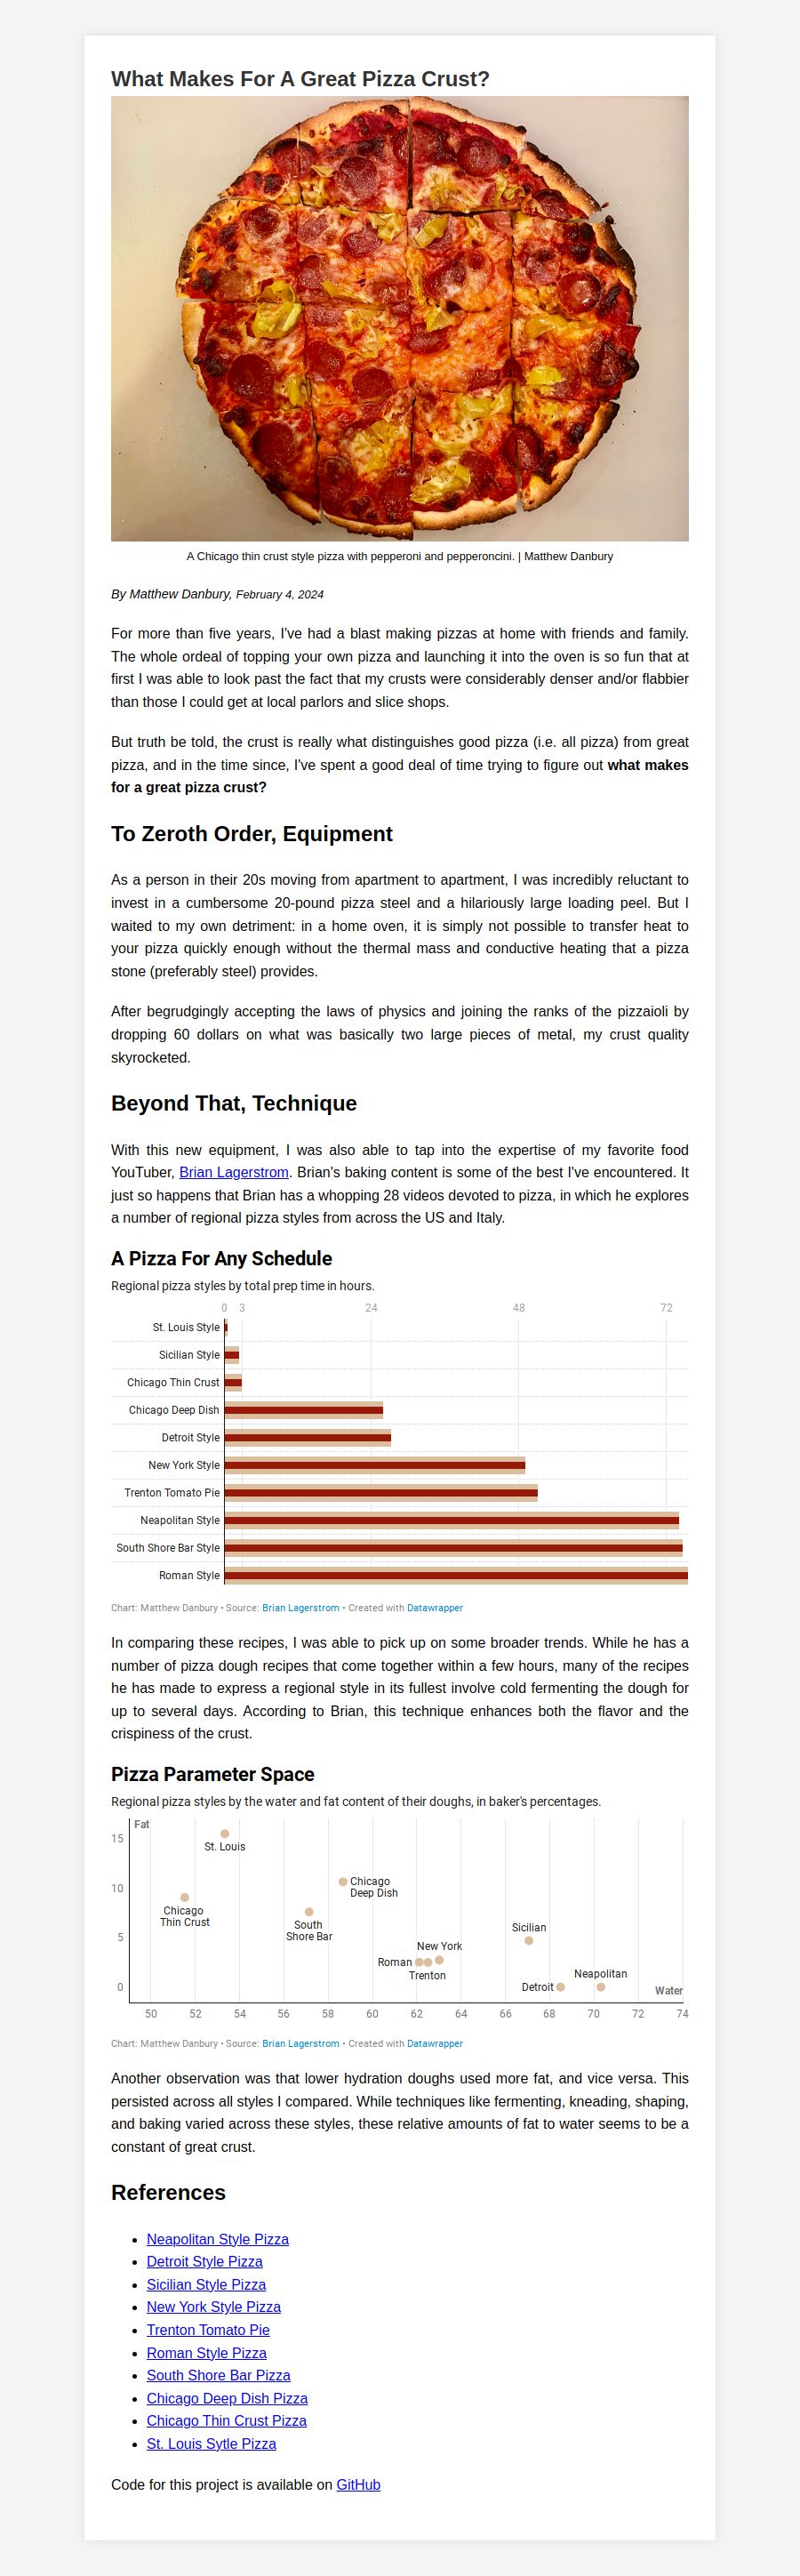 What Makes For A Great Pizza Crust?
A Chicago thin crust style pizza with pepperoni and pepperoncini. | Matthew Danbury
By Matthew Danbury, February 4, 2024
For more than five years, I've had a blast making pizzas at home with friends and family.
The whole ordeal of topping your own pizza and launching it into the oven is so fun that at
first I was able to look past the fact that my crusts were considerably denser and/or flabbier
than those I could get at local parlors and slice shops.
But truth be told, the crust is really what distinguishes good pizza (i.e. all pizza) from great
pizza, and in the time since, I've spent a good deal of time trying to figure out what makes
for a great pizza crust?
To Zeroth Order, Equipment
As a person in their 20s moving from apartment to apartment, I was incredibly reluctant to
invest in a cumbersome 20-pound pizza steel and a hilariously large loading peel. But I
waited to my own detriment: in a home oven, it is simply not possible to transfer heat to
your pizza quickly enough without the thermal mass and conductive heating that a pizza
stone (preferably steel) provides.
After begrudgingly accepting the laws of physics and joining the ranks of the pizzaioli by
dropping 60 dollars on what was basically two large pieces of metal, my crust quality
skyrocketed.
Beyond That, Technique
With this new equipment, I was also able to tap into the expertise of my favorite food
YouTuber, Brian Lagerstrom. Brian's baking content is some of the best I've encountered. It
just so happens that Brian has a whopping 28 videos devoted to pizza, in which he explores
a number of regional pizza styles from across the US and Italy.
A Pizza For Any Schedule
Regional pizza styles by total prep time in hours.
0 3 24 48 72
St. Louis Style
Sicilian Style
Chicago Thin Crust
Chicago Deep Dish
Detroit Style
New York Style
Trenton Tomato Pie
Neapolitan Style
South Shore Bar Style
Roman Style
Chart: Matthew Danbury • Source: Brian Lagerstrom • Created with Datawrapper
In comparing these recipes, I was able to pick up on some broader trends. While he has a
number of pizza dough recipes that come together within a few hours, many of the recipes
he has made to express a regional style in its fullest involve cold fermenting the dough for
up to several days. According to Brian, this technique enhances both the flavor and the
crispiness of the crust.
Pizza Parameter Space
Regional pizza styles by the water and fat content of their doughs, in baker's percentages.
Fat
15
St. Louis
10
Chicago
Deep Dish
Chicago
Thin Crust
South
Shore Bar
5
Sicilian
New York
Roman
Trenton
Neapolitan
0
Detroit
Water
50 52 54 56 58 60 62 64 66 68 70 72 74
Chart: Matthew Danbury • Source: Brian Lagerstrom • Created with Datawrapper
Another observation was that lower hydration doughs used more fat, and vice versa. This
persisted across all styles I compared. While techniques like fermenting, kneading, shaping,
and baking varied across these styles, these relative amounts of fat to water seems to be a
constant of great crust.
References
• Neapolitan Style Pizza
• Detroit Style Pizza
• Sicilian Style Pizza
• New York Style Pizza
• Trenton Tomato Pie
• Roman Style Pizza
• South Shore Bar Pizza
• Chicago Deep Dish Pizza
• Chicago Thin Crust Pizza
• St. Louis Sytle Pizza
Code for this project is available on GitHub